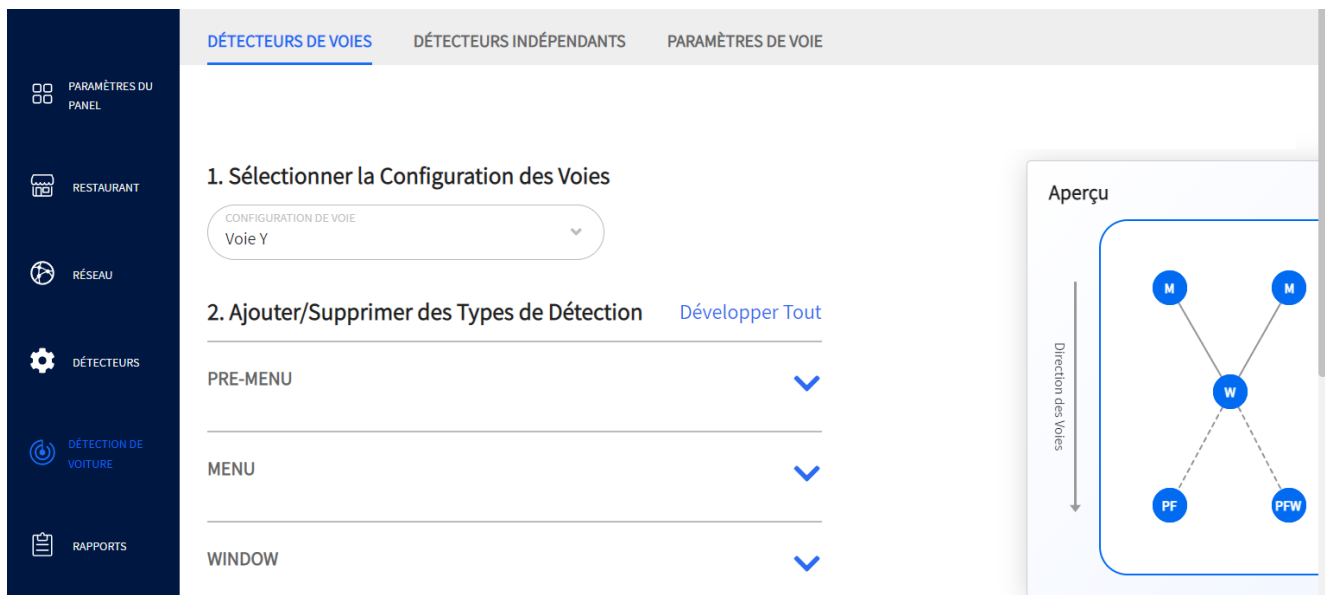 PARAMÈTRES DU
PANEL
RESTAURANT
RÉSEAU
DÉTECTEURS
DÉTECTION DE
VOITURE
RAPPORTS
DÉTECTEURS DE VOIES
DÉTECTEURS INDÉPENDANTS
PARAMÈTRES DE VOIE
1. Sélectionner la Configuration des Voies
CONFIGURATION DE VOIE
Voie Y
2. Ajouter/Supprimer des Types de Détection
Développer Tout
PRE-MENU
MENU
WINDOW
Aperçu
Direction des Voies
M
M
W
PF
PFW